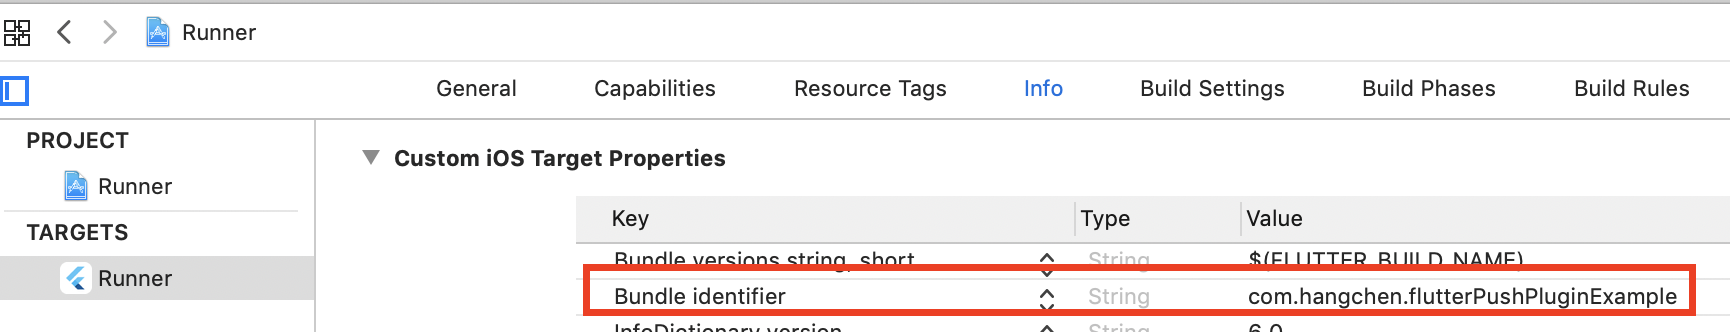 Runner
General Capabilities Resource Tags Info Build Settings Build Phases Build Rules
PROJECT
Runner
TARGETS
Runner
Custom iOS Target Properties
Key Type Value
Bundle versions string, short String $(FLUTTER_BUILD_NAME)
Bundle identifier String com.hangchen.flutterPushPluginExample
InfoDictionary version String 6.0